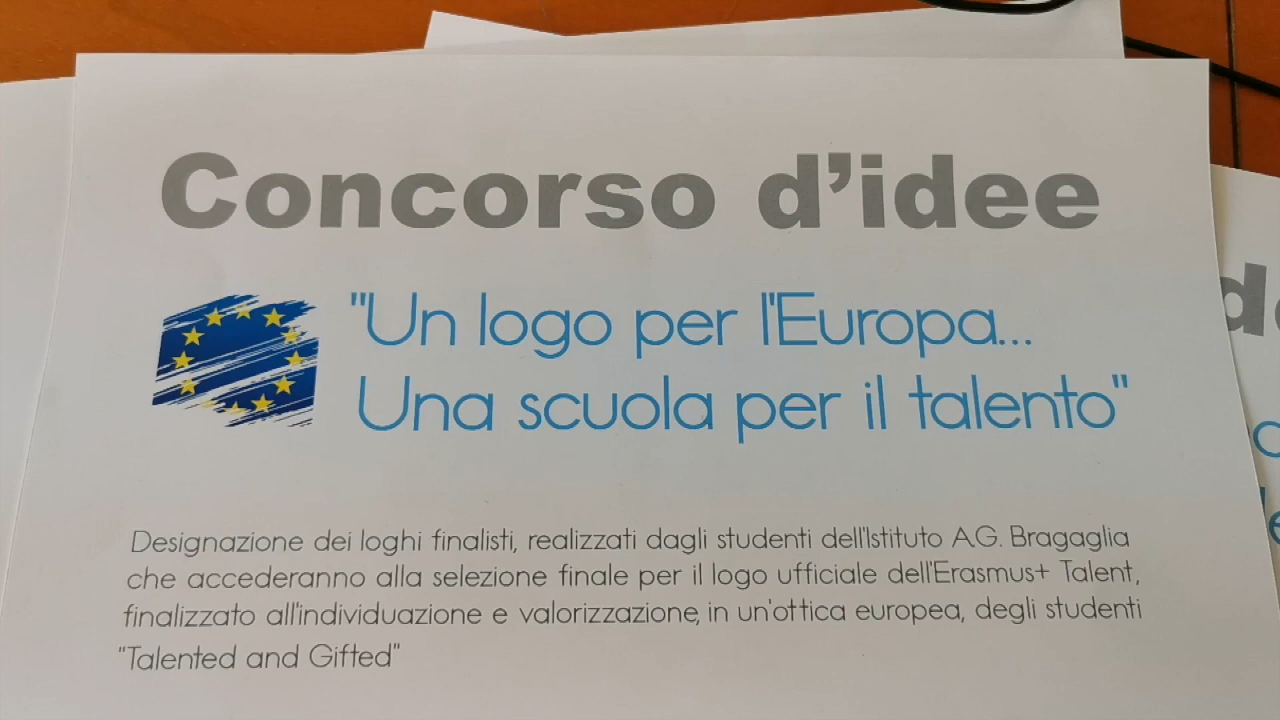 Concorso d'idee
"Un logo per l'Europa...
Una scuola per il talento"
Designazione dei loghi finalisti, realizzati dagli studenti dell'Istituto A.G. Bragaglia
che accederanno alla selezione finale per il logo ufficiale dell'Erasmus+ Talent,
finalizzato all'individuazione e valorizzazione, in un'ottica europea, degli studenti
"Talented and Gifted"